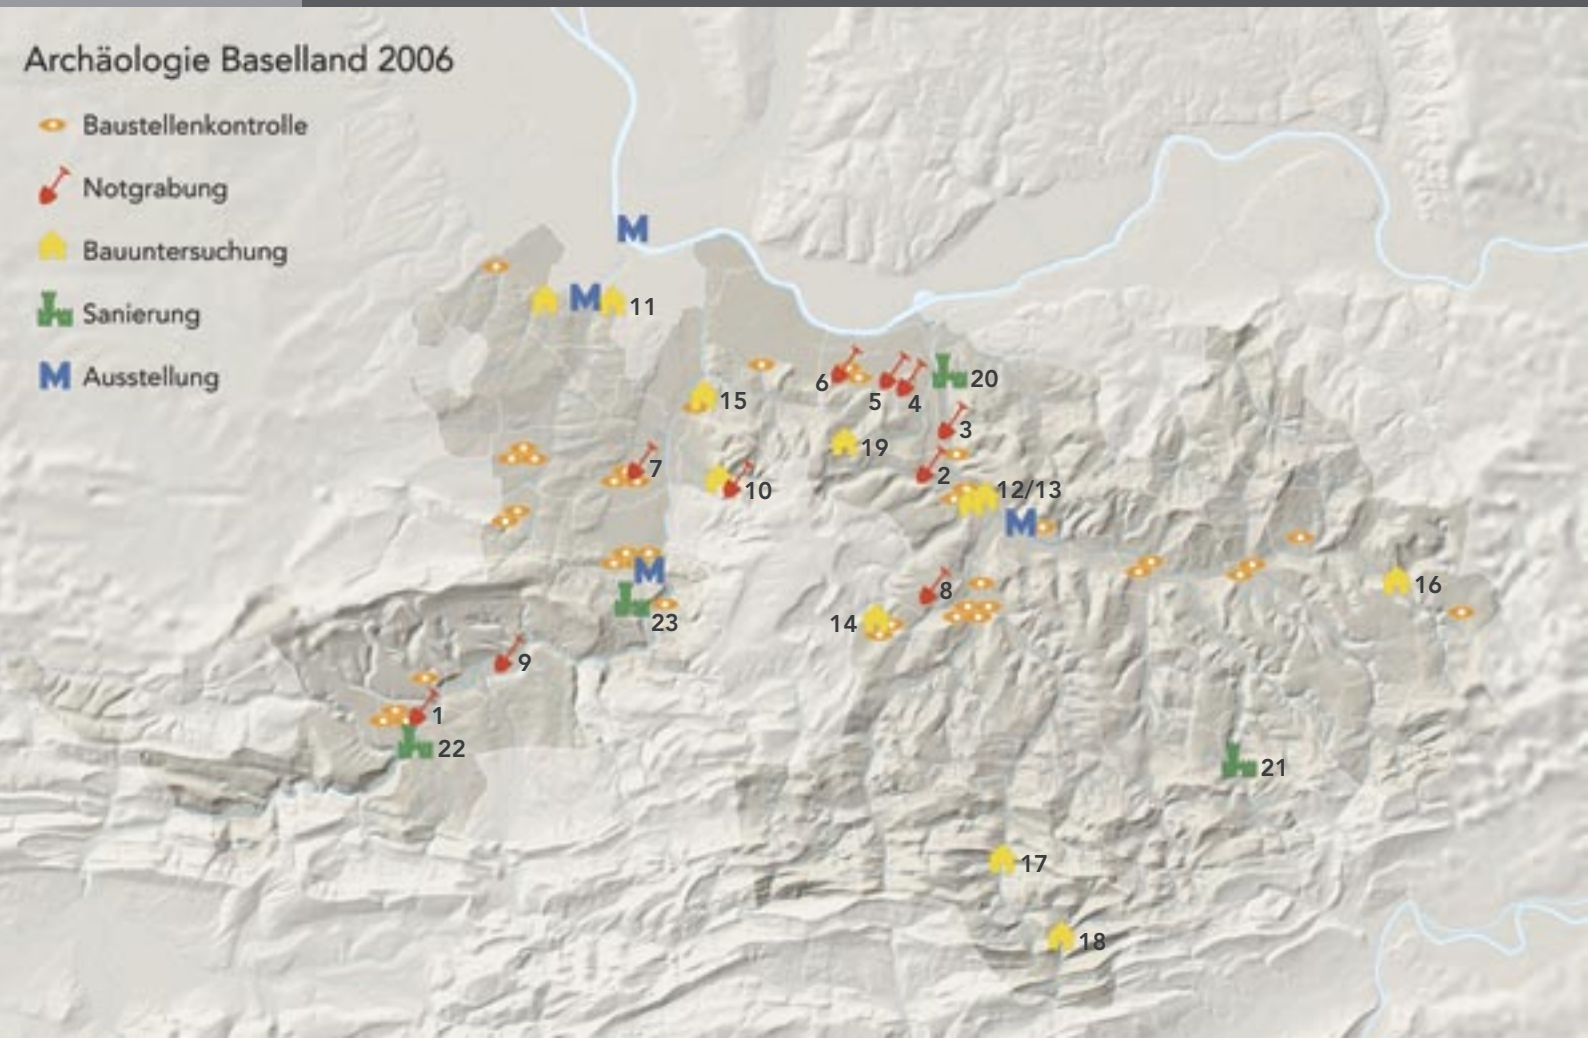 Archäologie Baselland 2006
Baustellenkontrolle
Notgrabung
Bauuntersuchung
Sanierung
M Ausstellung
M
M 11
6
5
4
20
15
3
19
7
2
10
12/13
M
M
16
8
14
23
9
1
22
21
17
18